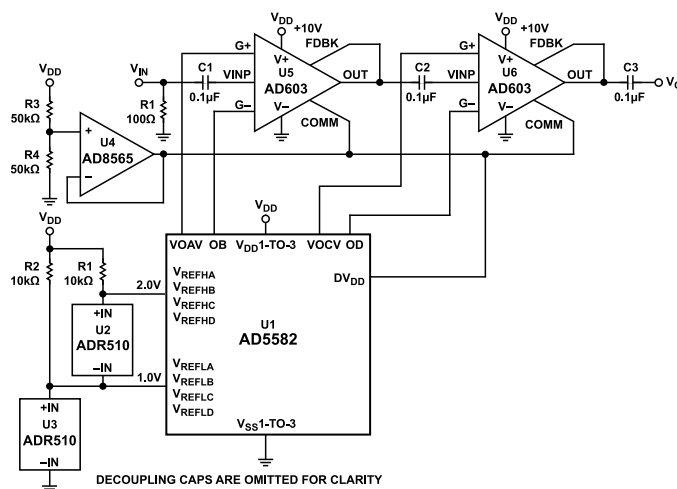 VDD
+10V
FDBK
G+
V+
U5
AD603
OUT
VINP
G–
V–
COMM
VIN
C1
0.1µF
R1
100Ω
VDD
+10V
FDBK
G+
V+
U6
AD603
OUT
C2
0.1µF
VINP
G–
V–
COMM
C3
0.1µF
VDD
R3
50kΩ
R4
50kΩ
+
U4
AD8565
–
VDD
R2
10kΩ
R1
10kΩ
2.0V
+IN
U2
ADR510
–IN
1.0V
+IN
U3
ADR510
–IN
VDD
VOAV OB VDD1-TO-3 VOCV OD
VREFHA
VREFHB
VREFHC
VREFHD
DVDD
U1
AD5582
VREFLA
VREFLB
VREFLC
VREFLD
VSS1-TO-3
DECOUPLING CAPS ARE OMITTED FOR CLARITY